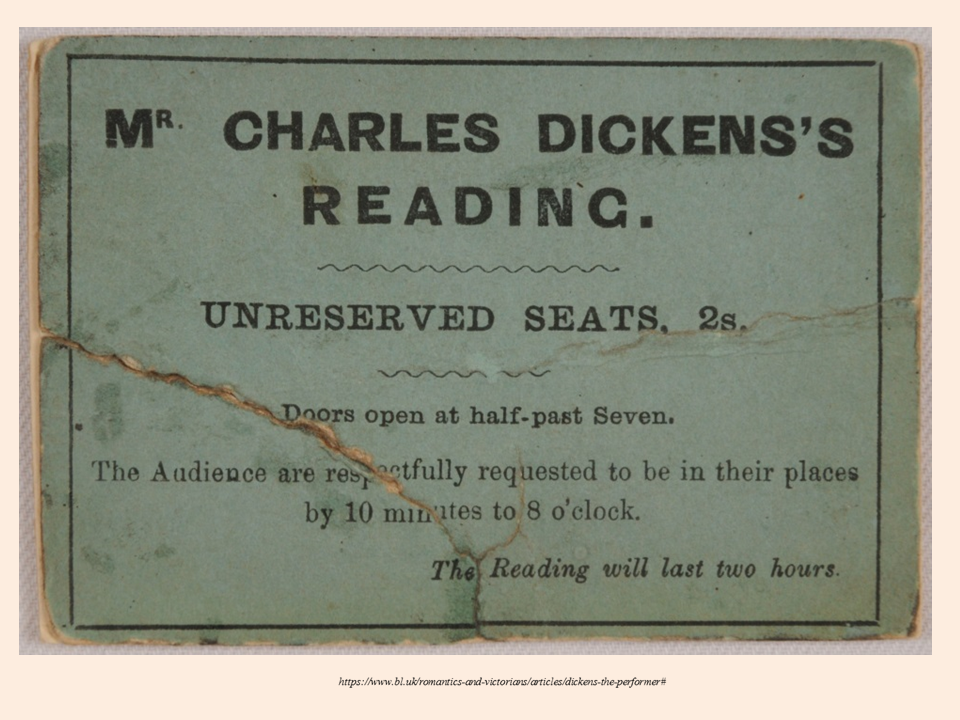 MR. CHARLES DICKENS'S
READING.
UNRESERVED SEATS, 2s.
Doors open at half-past Seven.
The Audience are respectfully requested to be in their places
by 10 minutes to 8 o'clock.
The Reading will last two hours.
https://www.bl.uk/romantics-and-victorians/articles/dickens-the-performer#